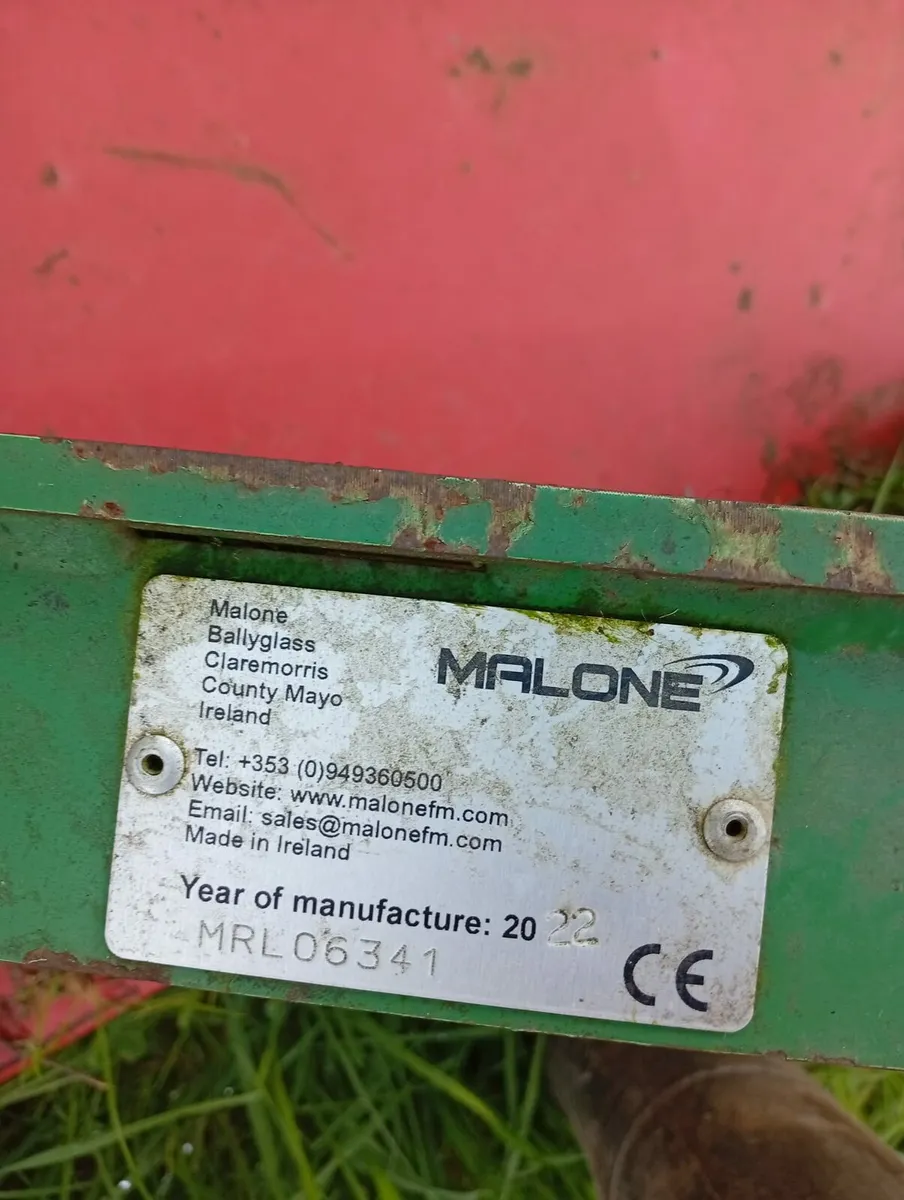 Malone
Ballyglass
Claremorris
County Mayo
Ireland
MALONE
Tel: +353 (0)949360500
Website: www.malonefm.com
Email: sales@malonefm.com
Made in Ireland
Year of manufacture: 20 22
MRL06341
CE